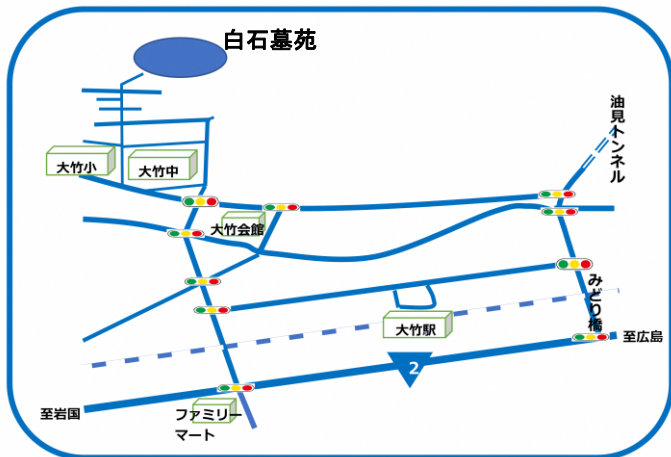 白石墓苑
油見トンネル
大竹小
大竹中
大竹会館
みどり橋
大竹駅
至広島
2
至岩国
ファミリー
マート